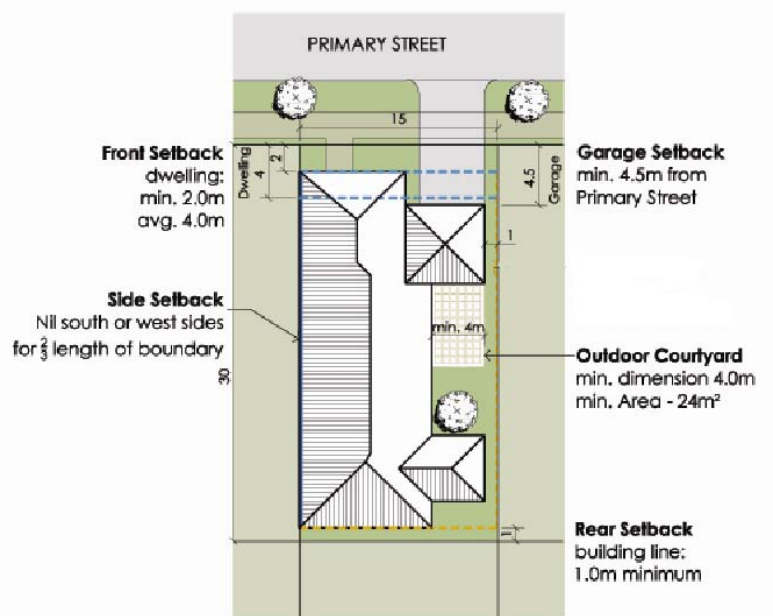 PRIMARY STREET
15
Front Setback
dwelling:
min. 2.0m
avg. 4.0m
Dwelling
4
2
4.5
Garage
Garage Setback
min. 4.5m from
Primary Street
1
Side Setback
Nil south or west sides
for 2/3 length of boundary
min. 4m
30
Outdoor Courtyard
min. dimension 4.0m
min. Area - 24m²
1
Rear Setback
building line:
1.0m minimum